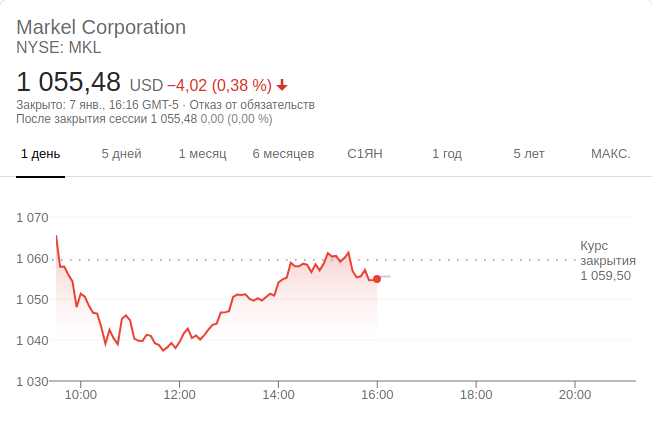 Markel Corporation
NYSE: MKL
1 055,48 USD −4,02 (0,38 %)
Закрыто: 7 янв., 16:16 GMT-5 · Отказ от обязательств
После закрытия сессии 1 055,48 0,00 (0,00 %)
1 день 5 дней 1 месяц 6 месяцев С1ЯН 1 год 5 лет МАКС.
1 070
1 060
1 050
1 040
1 030
Курс
закрытия
1 059,50
10:00 12:00 14:00 16:00 18:00 20:00